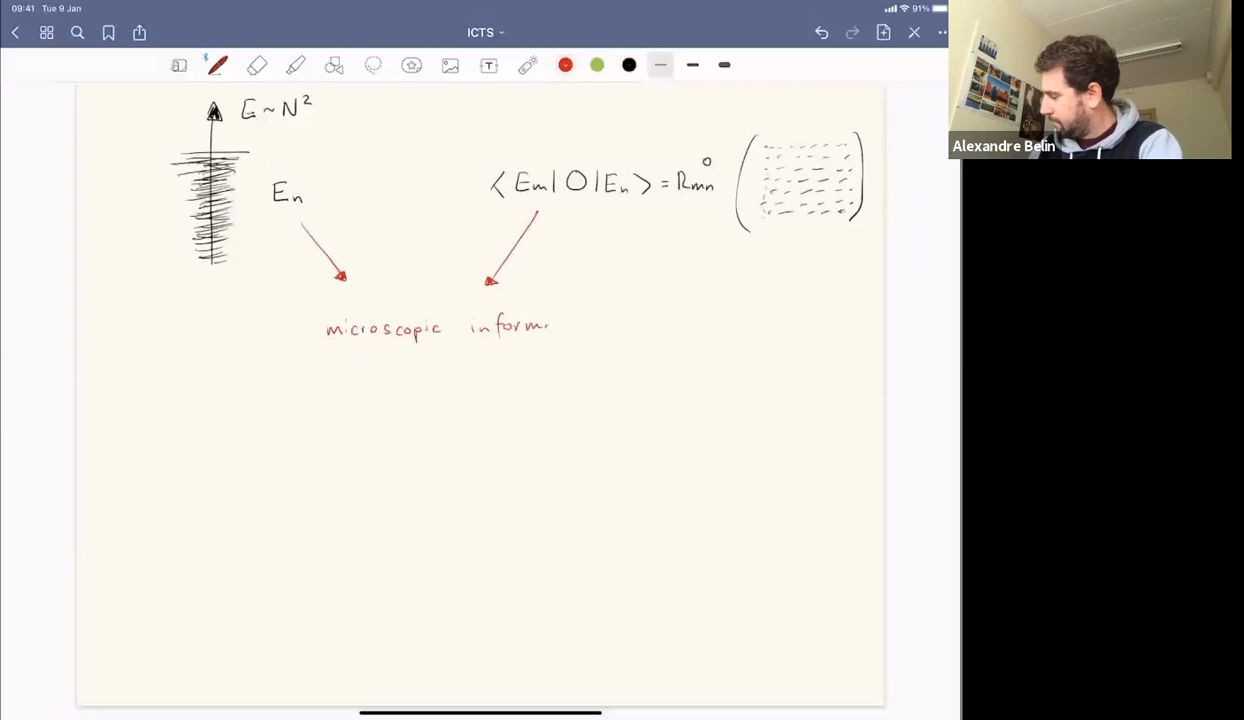 09:41 Tue 9 Jan
91%
ICTS
Alexandre Belin
E ~ N²
Eₙ
⟨Eₘ| O |Eₙ⟩ = Rₘₙ^O
microscopic inform